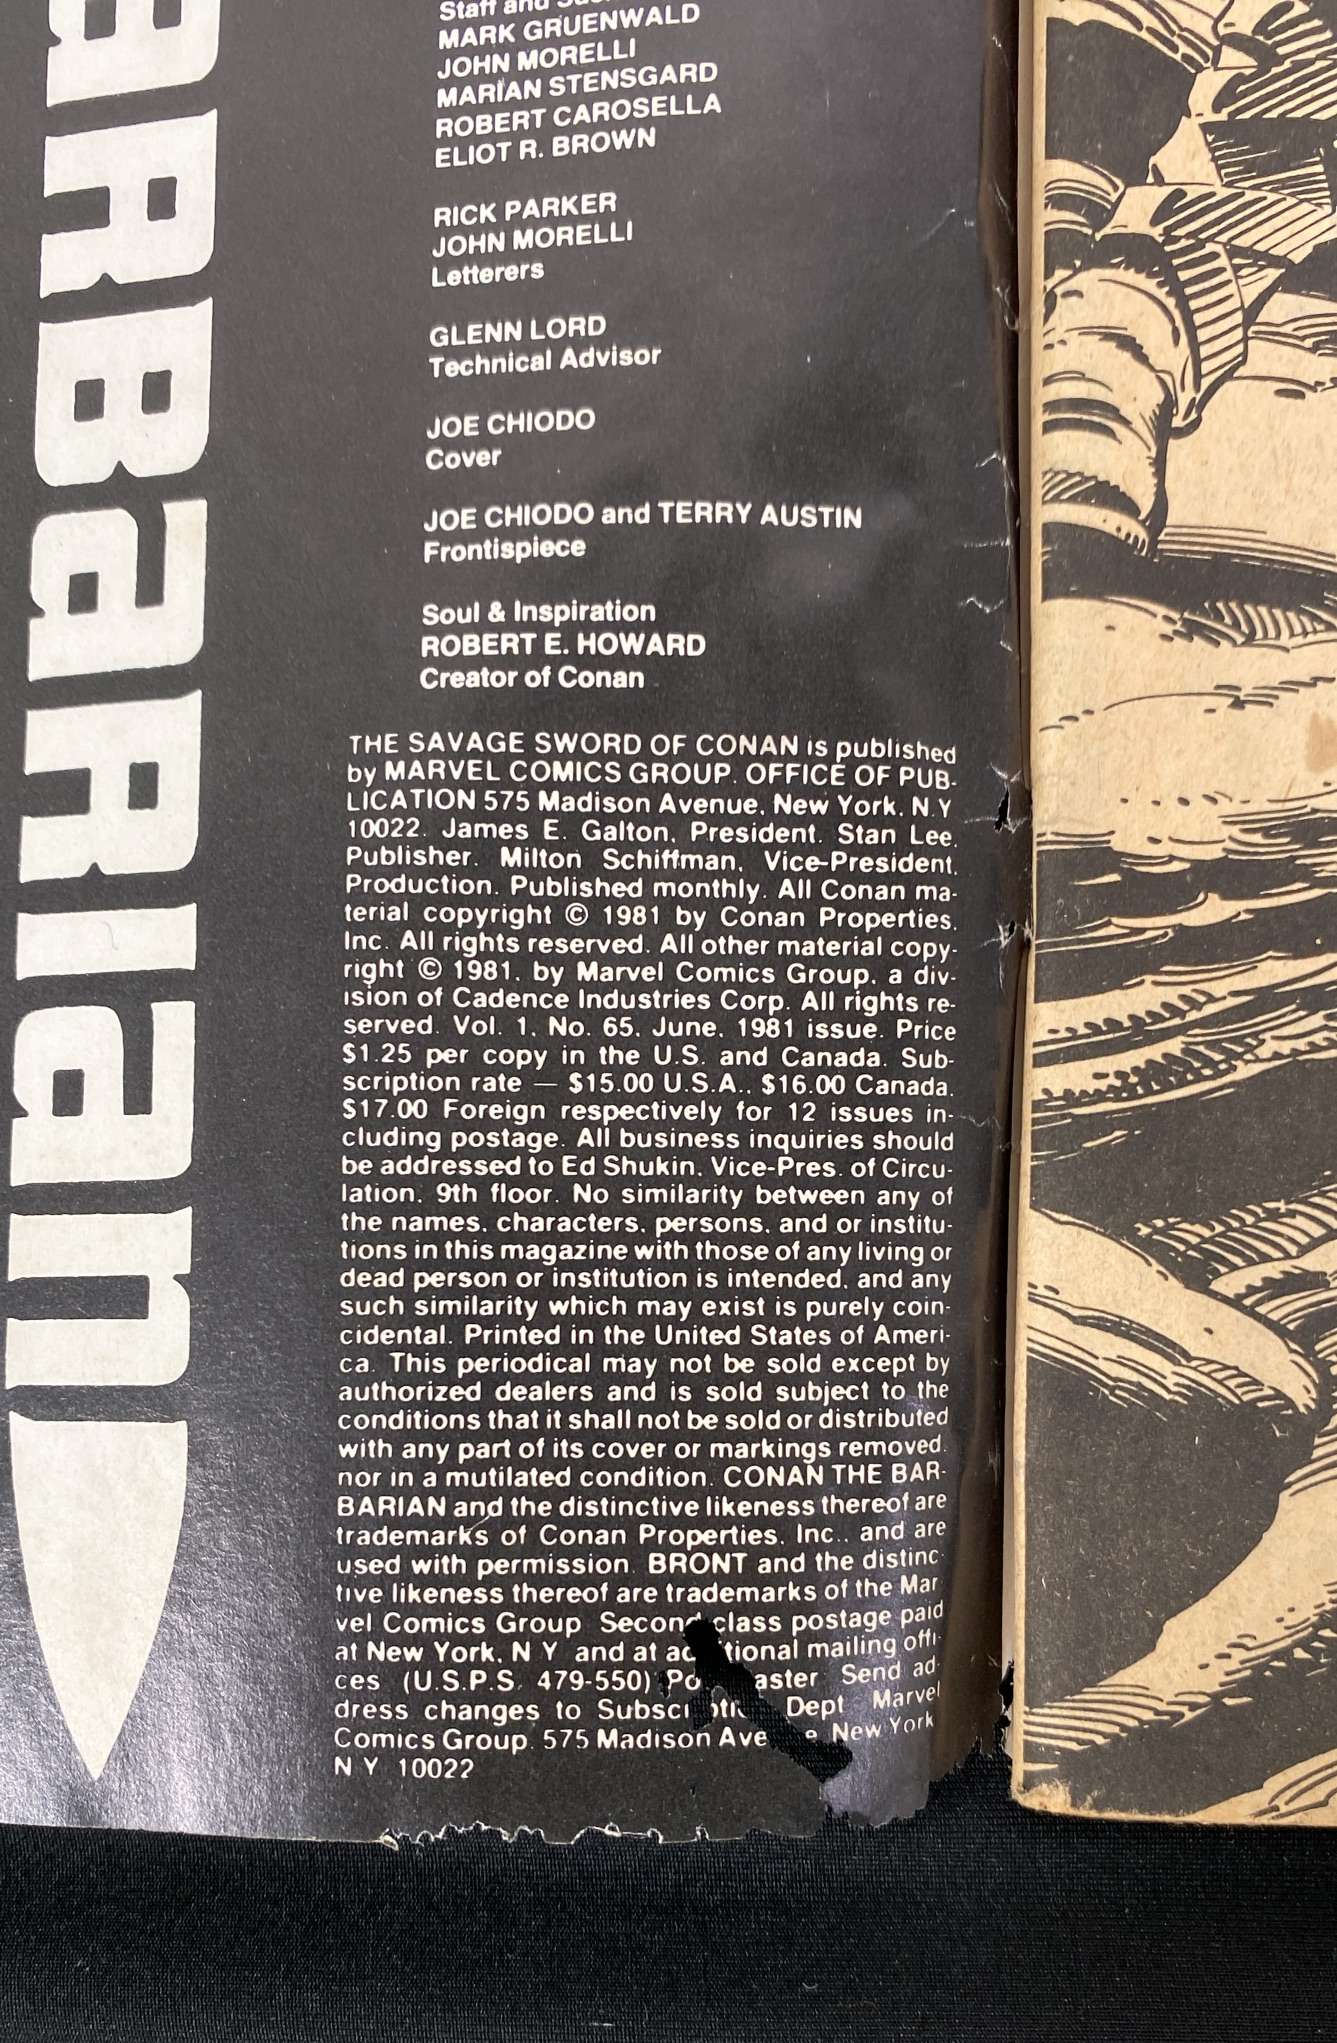 aRBaRIan
Staff and
MARK GRUENWALD
JOHN MORELLI
MARIAN STENSGARD
ROBERT CAROSELLA
ELIOT R. BROWN
RICK PARKER
JOHN MORELLI
Letterers
GLENN LORD
Technical Advisor
JOE CHIODO
Cover
JOE CHIODO and TERRY AUSTIN
Frontispiece
Soul & Inspiration
ROBERT E. HOWARD
Creator of Conan
THE SAVAGE SWORD OF CONAN is published
by MARVEL COMICS GROUP. OFFICE OF PUB-
LICATION 575 Madison Avenue, New York, N.Y
10022. James E. Galton, President. Stan Lee,
Publisher. Milton Schiffman, Vice-President,
Production. Published monthly. All Conan ma-
terial copyright © 1981 by Conan Properties,
Inc. All rights reserved. All other material copy-
right © 1981, by Marvel Comics Group, a div-
ision of Cadence Industries Corp. All rights re-
served. Vol. 1, No. 65, June, 1981 issue. Price
$1.25 per copy in the U.S. and Canada. Sub-
scription rate — $15.00 U.S.A., $16.00 Canada,
$17.00 Foreign respectively for 12 issues in-
cluding postage. All business inquiries should
be addressed to Ed Shukin, Vice-Pres. of Circu-
lation, 9th floor. No similarity between any of
the names, characters, persons, and or institu-
tions in this magazine with those of any living or
dead person or institution is intended, and any
such similarity which may exist is purely coin-
cidental. Printed in the United States of Ameri-
ca. This periodical may not be sold except by
authorized dealers and is sold subject to the
conditions that it shall not be sold or distributed
with any part of its cover or markings removed,
nor in a mutilated condition. CONAN THE BAR-
BARIAN and the distinctive likeness thereof are
trademarks of Conan Properties, Inc., and are
used with permission. BRONT and the distinc-
tive likeness thereof are trademarks of the Mar
vel Comics Group Second class postage paid
at New York, N Y and at ad tional mailing offi-
ces (U.S.P.S. 479-550) Po aster Send ad-
dress changes to Subscription Dept Marvel
Comics Group, 575 Madison Ave e New York
N Y 10022